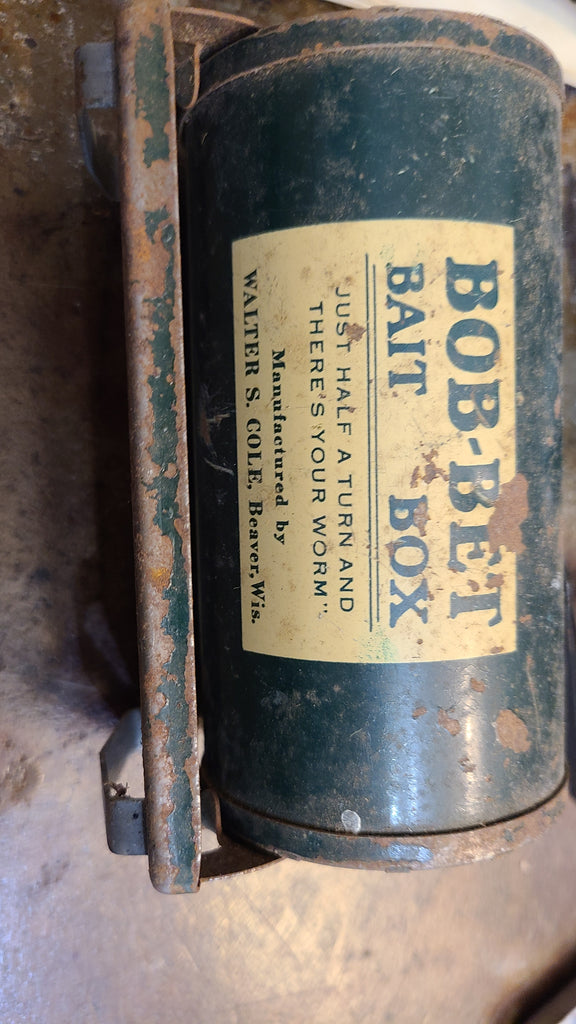 BOB-BET
BAIT BOX
JUST HALF A TURN AND
THERE'S YOUR WORM"
Manufactured by
WALTER S. COLE, Beaver, Wis.